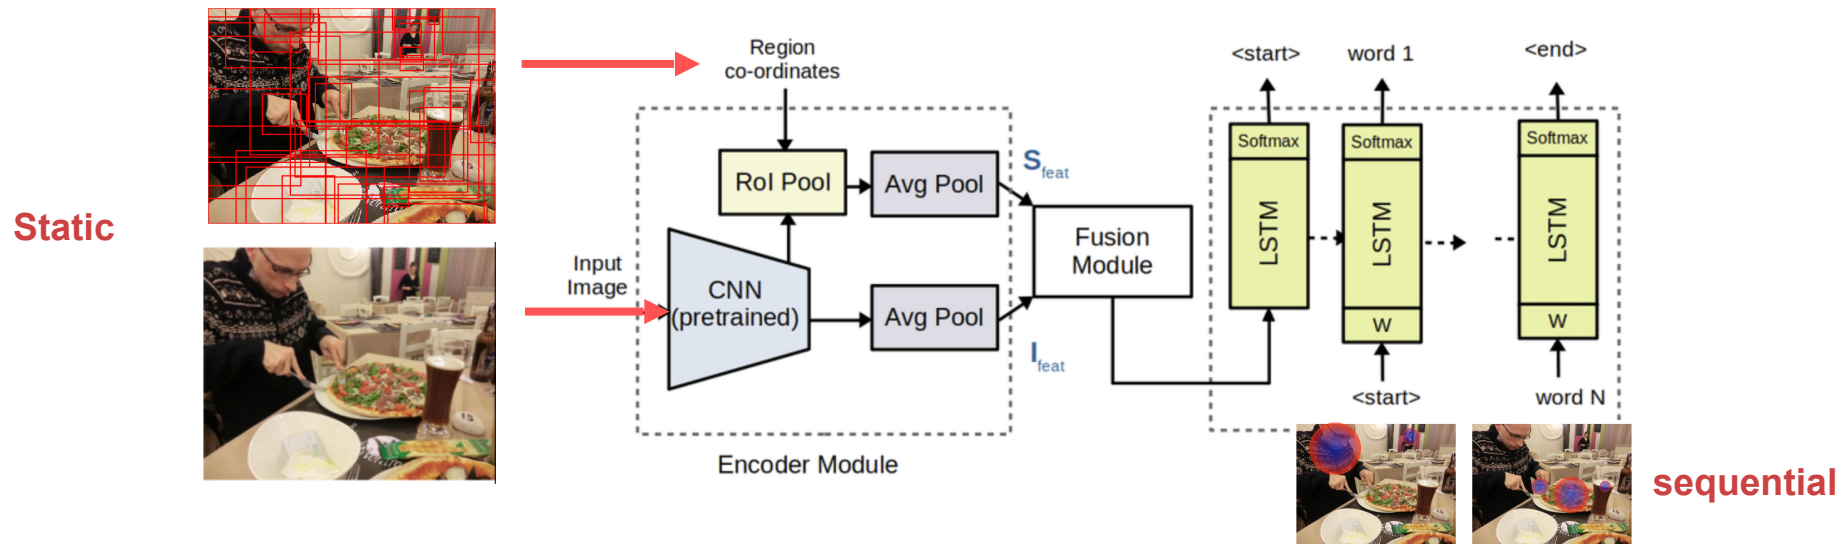 Static
Region
co-ordinates
Input
Image
RoI Pool
Avg Pool
CNN
(pretrained)
Avg Pool
S feat
I feat
Encoder Module
Fusion
Module
<start>
word 1
<end>
Softmax
Softmax
Softmax
LSTM
LSTM
LSTM
W
W
<start>
word N
sequential